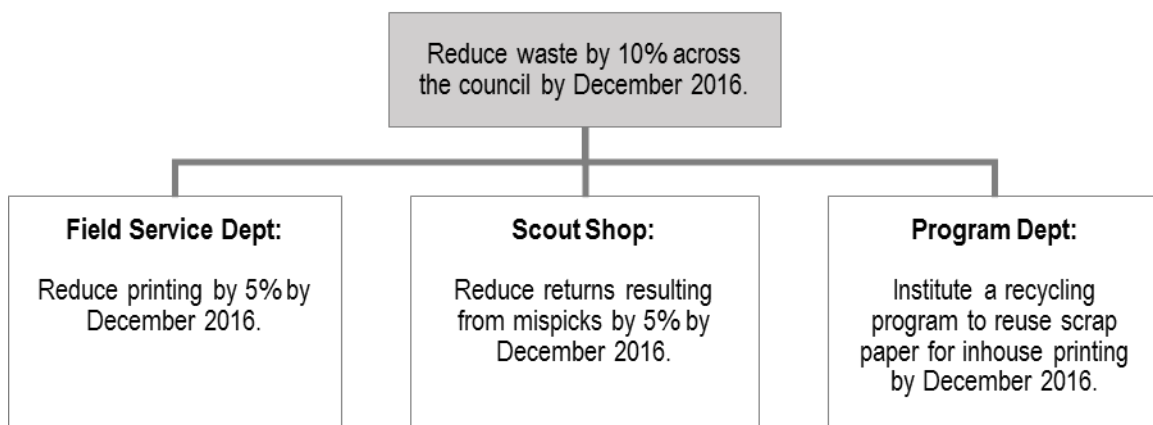 Reduce waste by 10% across
the council by December 2016.
Field Service Dept:
Reduce printing by 5% by
December 2016.
Scout Shop:
Reduce returns resulting
from mispicks by 5% by
December 2016.
Program Dept:
Institute a recycling
program to reuse scrap
paper for inhouse printing
by December 2016.